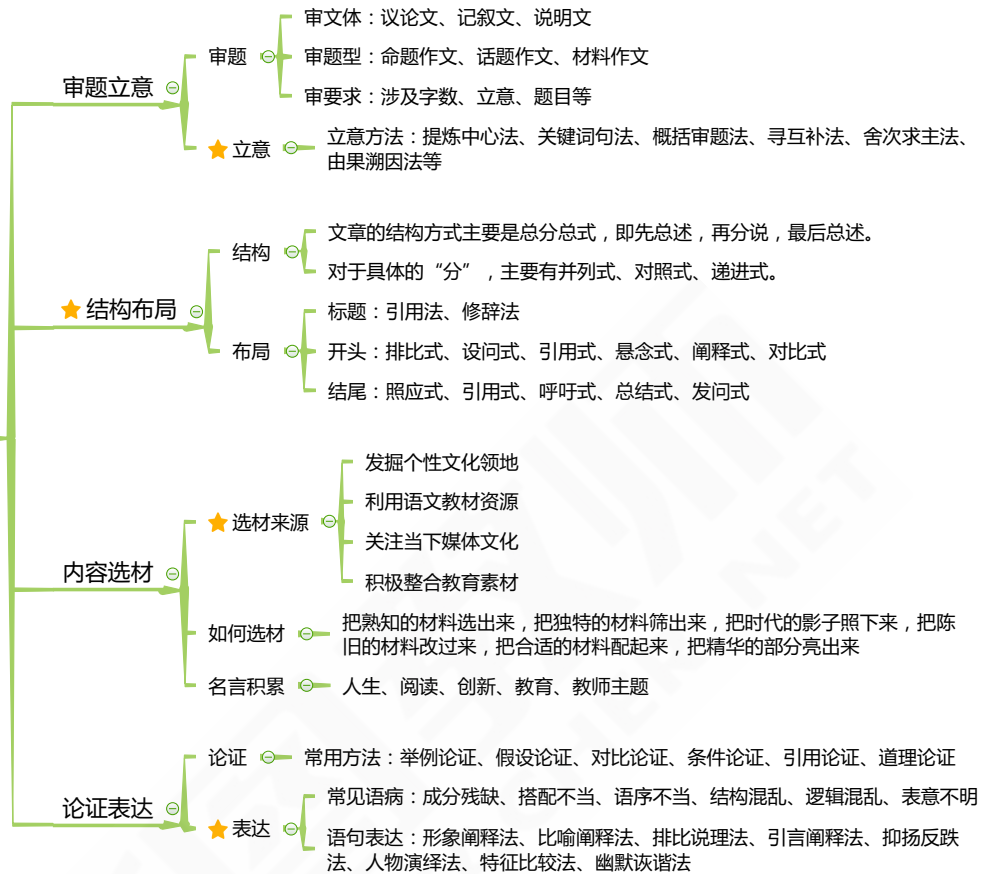 审题立意
审题
审文体：议论文、记叙文、说明文
审题型：命题作文、话题作文、材料作文
审要求：涉及字数、立意、题目等
立意
立意方法：提炼中心法、关键词句法、概括审题法、寻互补法、舍次求主法、
由果溯因法等
结构布局
结构
文章的结构方式主要是总分总式，即先总述，再分说，最后总述。
对于具体的“分”，主要有并列式、对照式、递进式。
布局
标题：引用法、修辞法
开头：排比式、设问式、引用式、悬念式、阐释式、对比式
结尾：照应式、引用式、呼吁式、总结式、发问式
内容选材
选材来源
发掘个性文化领地
利用语文教材资源
关注当下媒体文化
积极整合教育素材
如何选材
把熟知的材料选出来，把独特的材料筛出来，把时代的影子照下来，把陈
旧的材料改过来，把合适的材料配起来，把精华的部分亮出来
名言积累
人生、阅读、创新、教育、教师主题
论证表达
论证
常用方法：举例论证、假设论证、对比论证、条件论证、引用论证、道理论证
表达
常见语病：成分残缺、搭配不当、语序不当、结构混乱、逻辑混乱、表意不明
语句表达：形象阐释法、比喻阐释法、排比说理法、引言阐释法、抑扬反跌
法、人物演绎法、特征比较法、幽默诙谐法